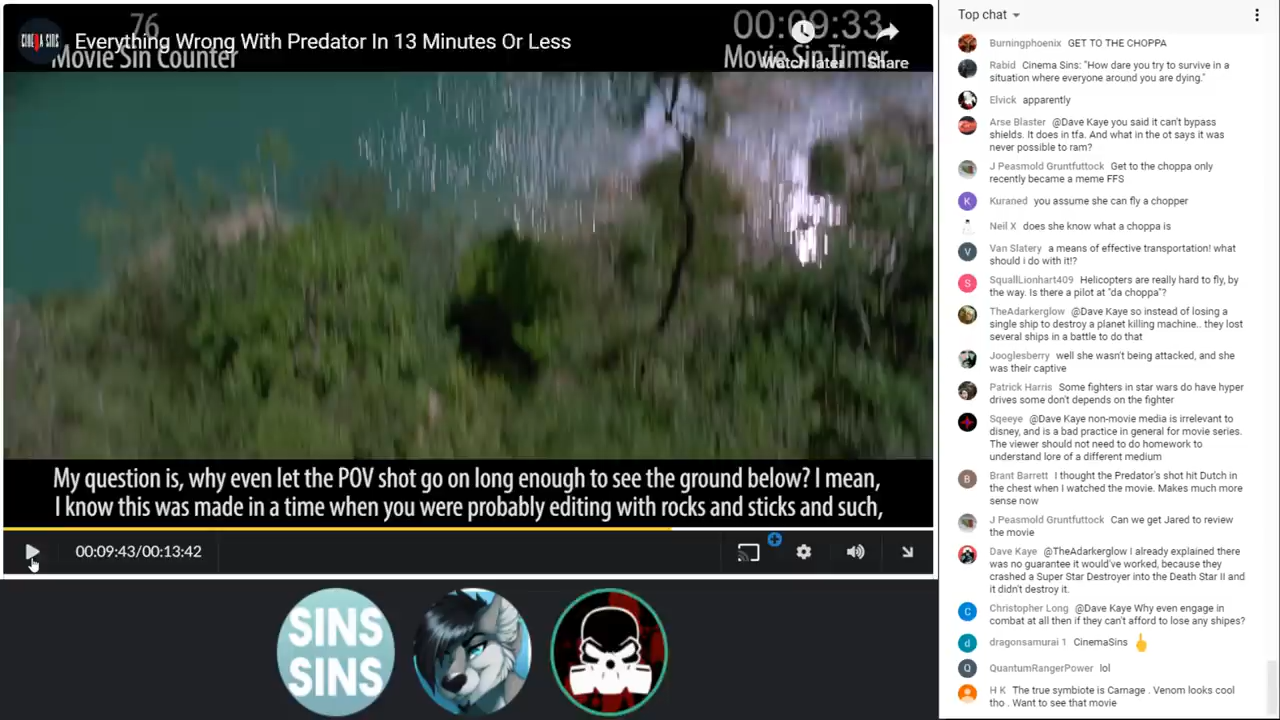 76
00:09:33
CINEMA SINS
Everything Wrong With Predator In 13 Minutes Or Less
Movie Sin Counter
Movie Sin Timer
Watch later
Share
My question is, why even let the POV shot go on long enough to see the ground below? I mean,
I know this was made in a time when you were probably editing with rocks and sticks and such,
00:09:43/00:13:42
SINS
SINS
Top chat
Burningphoenix GET TO THE CHOPPA
Rabid Cinema Sins: "How dare you try to survive in a
situation where everyone around you are dying."
Elvick apparently
Arse Blaster @Dave Kaye you said it can't bypass
shields. It does in tfa. And what in the ot says it was
never possible to ram?
J Peasmold Gruntfuttock Get to the choppa only
recently became a meme FFS
K
Kuraned you assume she can fly a chopper
Neil X does she know what a choppa is
V
Van Slatery a means of effective transportation! what
should i do with it!?
S
SquallLionhart409 Helicopters are really hard to fly, by
the way. Is there a pilot at "da choppa"?
TheAdarkerglow @Dave Kaye so instead of losing a
single ship to destroy a planet killing machine.. they lost
several ships in a battle to do that
Jooglesberry well she wasn't being attacked, and she
was their captive
Patrick Harris Some fighters in star wars do have hyper
drives some don't depends on the fighter
Sqeeye @Dave Kaye non-movie media is irrelevant to
disney, and is a bad practice in general for movie series.
The viewer should not need to do homework to
understand lore of a different medium
B
Brant Barrett I thought the Predator's shot hit Dutch in
the chest when I watched the movie. Makes much more
sense now
J Peasmold Gruntfuttock Can we get Jared to review
the movie
Dave Kaye @TheAdarkerglow I already explained there
was no guarantee it would've worked, because they
crashed a Super Star Destroyer into the Death Star II and
it didn't destroy it.
C
Christopher Long @Dave Kaye Why even engage in
combat at all then if they can't afford to lose any shipes?
d
dragonsamurai 1 CinemaSins
Q
QuantumRangerPower lol
H K The true symbiote is Carnage . Venom looks cool
tho . Want to see that movie